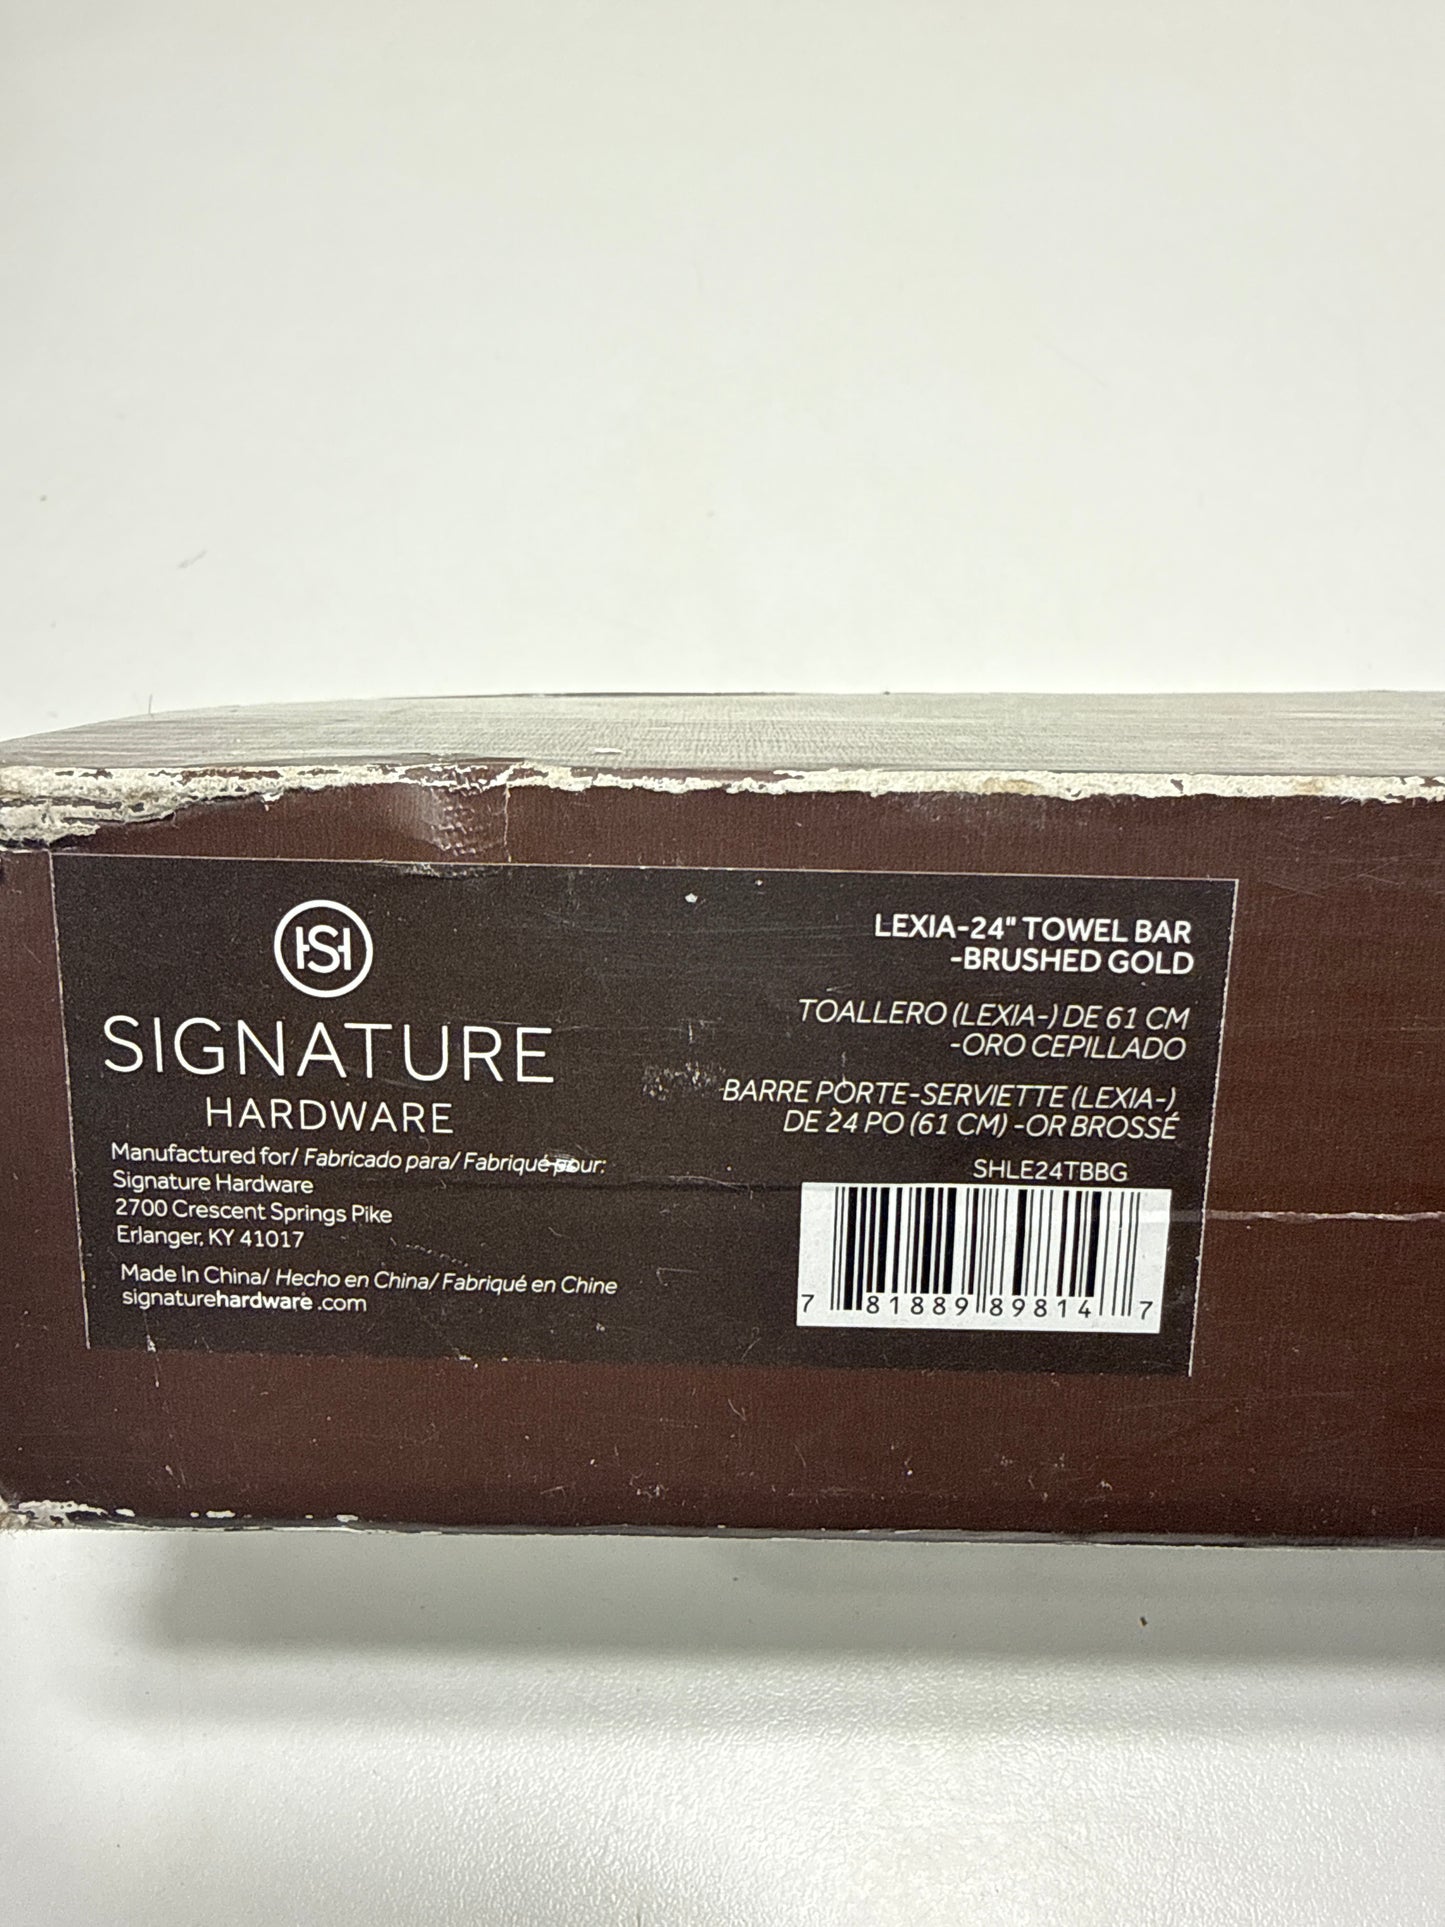 HS
SIGNATURE
HARDWARE
Manufactured for/ Fabricado para/ Fabriqué pour:
Signature Hardware
2700 Crescent Springs Pike
Erlanger, KY 41017
Made In China/ Hecho en China/ Fabriqué en Chine
signaturehardware.com
LEXIA-24" TOWEL BAR
-BRUSHED GOLD
TOALLERO (LEXIA-) DE 61 CM
-ORO CEPILLADO
BARRE PORTE-SERVIETTE (LEXIA-)
DE 24 PO (61 CM) -OR BROSSÉ
SHLE24TBBG
7 81889 89814 7